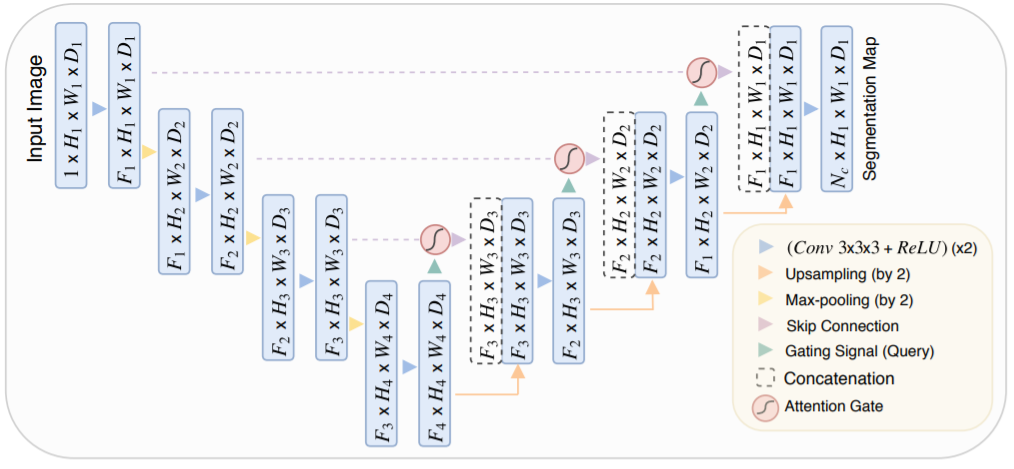 Input Image
1 x H₁ x W₁ x D₁
F₁ x H₁ x W₁ x D₁
F₁ x H₂ x W₂ x D₂
F₂ x H₂ x W₂ x D₂
F₂ x H₃ x W₃ x D₃
F₃ x H₃ x W₃ x D₃
F₃ x H₄ x W₄ x D₄
F₄ x H₄ x W₄ x D₄
F₃ x H₃ x W₃ x D₃
F₃ x H₃ x W₃ x D₃
F₂ x H₃ x W₃ x D₃
F₂ x H₂ x W₂ x D₂
F₂ x H₂ x W₂ x D₂
F₁ x H₂ x W₂ x D₂
F₁ x H₁ x W₁ x D₁
F₁ x H₁ x W₁ x D₁
N꜀ x H₁ x W₁ x D₁
Segmentation Map
(Conv 3x3x3 + ReLU) (x2)
Upsampling (by 2)
Max-pooling (by 2)
Skip Connection
Gating Signal (Query)
Concatenation
Attention Gate